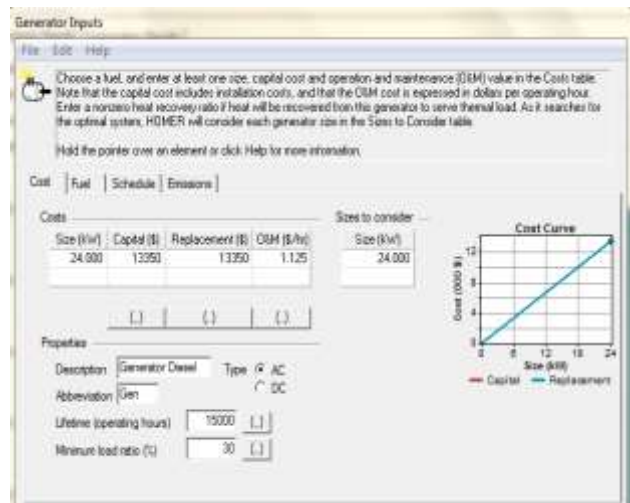 Generator Inputs
File Edit Help
Choose a fuel, and enter at least one size, capital cost and operation and maintenance (O&M) value in the Costs table.
Note that the capital cost includes installation costs, and that the O&M cost is expressed in dollars per operating hour.
Enter a nonzero heat recovery ratio if heat will be recovered from this generator to serve thermal load. As it searches for
the optimal system, HOMER will consider each generator size in the Sizes to Consider table.
Hold the pointer over an element or click Help for more information.
Cost Fuel Schedule Emissions
Costs
Size (kW) Capital ($) Replacement ($) O&M ($/hr)
24.000 13350 13350 1.125
{..} {..} {..}
Sizes to consider
Size (kW)
24.000
Cost Curve
Cost (000 $)
12
8
4
0
0 6 12 18 24
Size (kW)
Capital Replacement
Properties
Description Generator Diesel Type AC
DC
Abbreviation Gen
Lifetime (operating hours) 15000 {..}
Minimum load ratio (%) 30 {..}